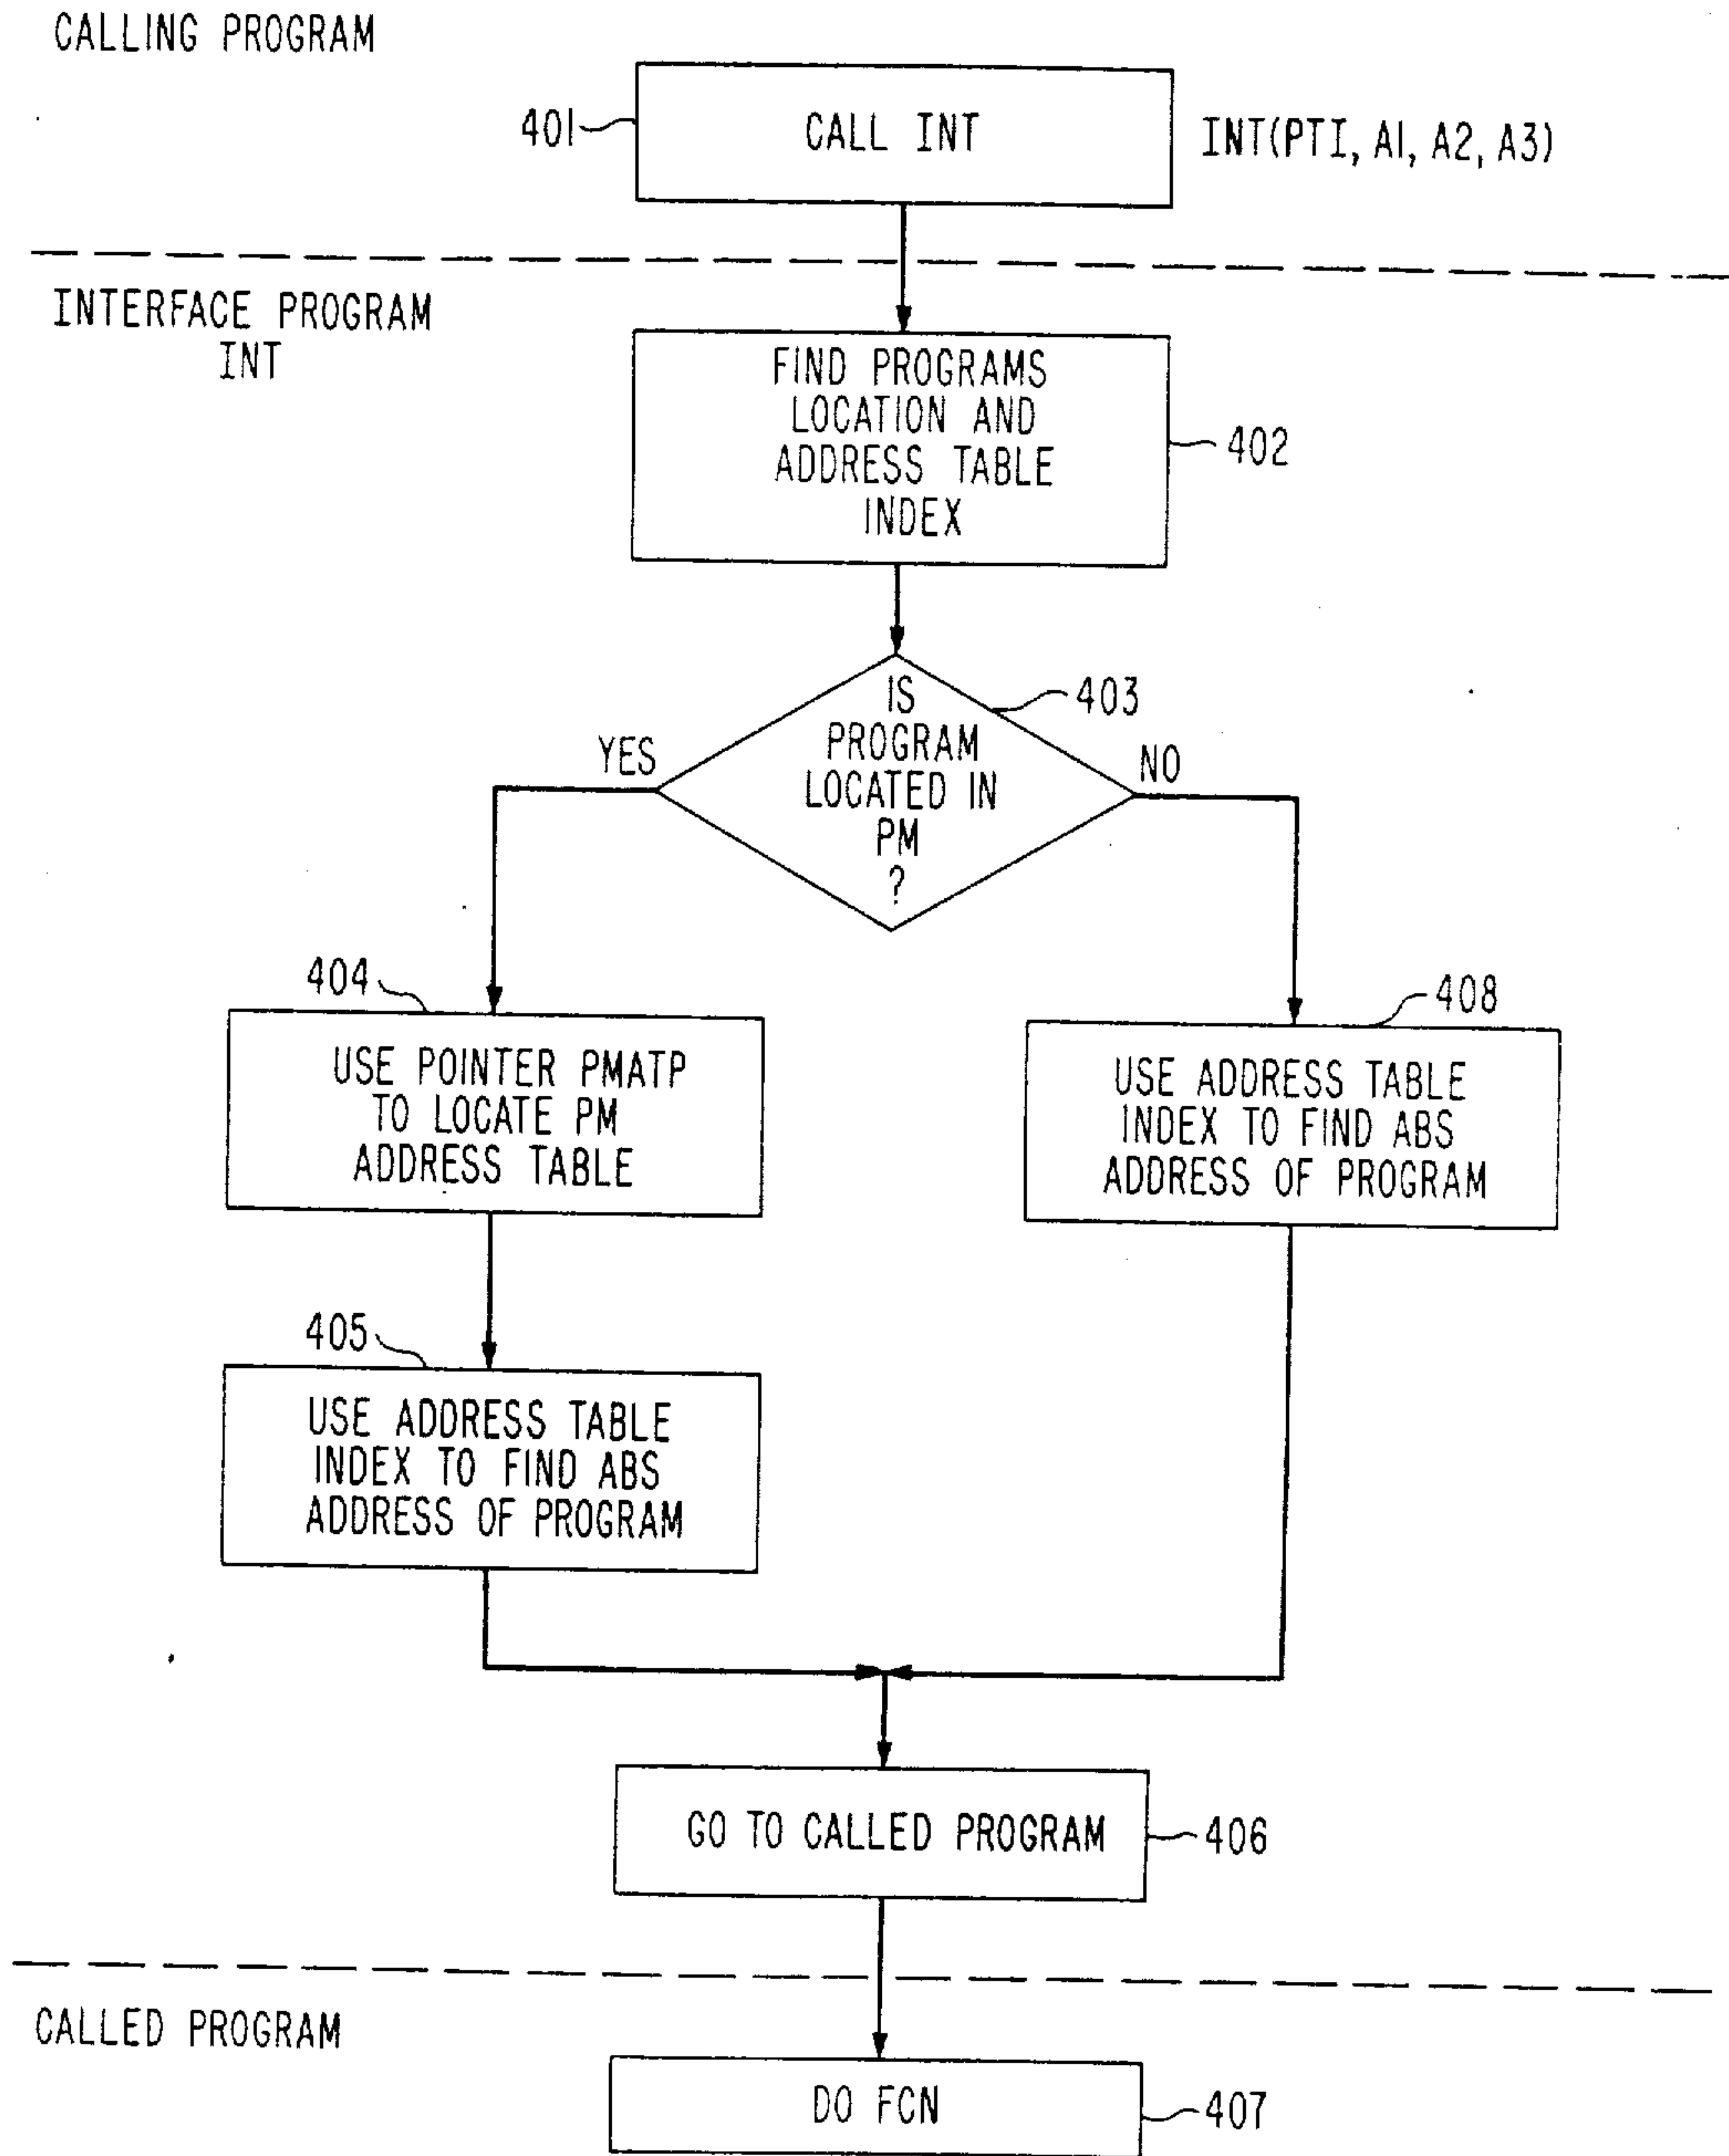 CALLING PROGRAM
401
CALL INT
INT(PTI, A1, A2, A3)
INTERFACE PROGRAM
INT
FIND PROGRAMS
LOCATION AND
ADDRESS TABLE
INDEX
402
IS
PROGRAM
LOCATED IN
PM
?
403
YES
NO
404
USE POINTER PMATP
TO LOCATE PM
ADDRESS TABLE
408
USE ADDRESS TABLE
INDEX TO FIND ABS
ADDRESS OF PROGRAM
405
USE ADDRESS TABLE
INDEX TO FIND ABS
ADDRESS OF PROGRAM
GO TO CALLED PROGRAM
406
CALLED PROGRAM
DO FCN
407